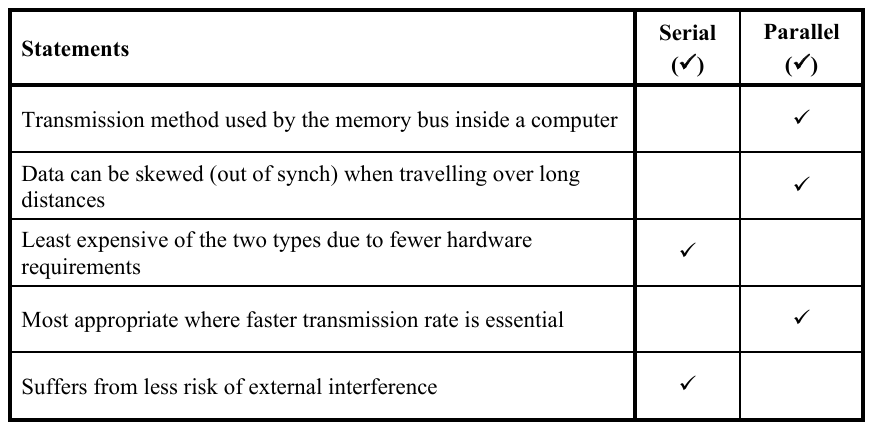 Statements
Serial
(✓)
Parallel
(✓)
Transmission method used by the memory bus inside a computer
✓
Data can be skewed (out of synch) when travelling over long
distances
✓
Least expensive of the two types due to fewer hardware
requirements
✓
Most appropriate where faster transmission rate is essential
✓
Suffers from less risk of external interference
✓